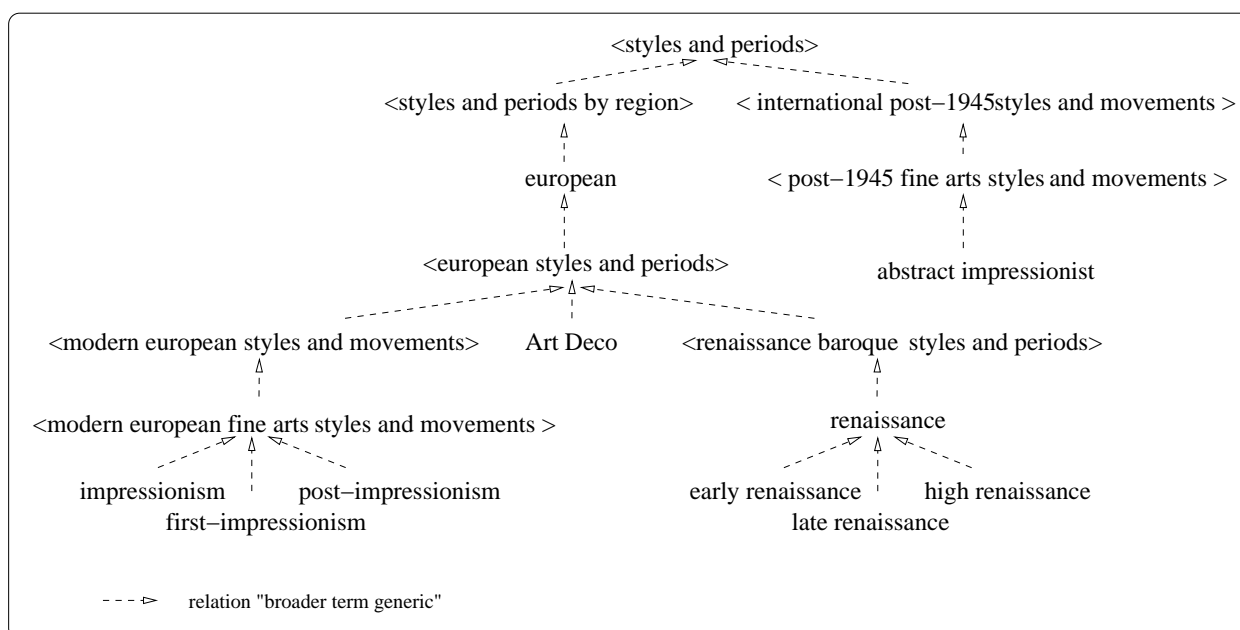 <styles and periods>
<styles and periods by region> < international post−1945styles and movements >
european < post−1945 fine arts styles and movements >
<european styles and periods> abstract impressionist
<modern european styles and movements> Art Deco <renaissance baroque styles and periods>
<modern european fine arts styles and movements > renaissance
impressionism post−impressionism early renaissance high renaissance
first−impressionism late renaissance
relation "broader term generic"